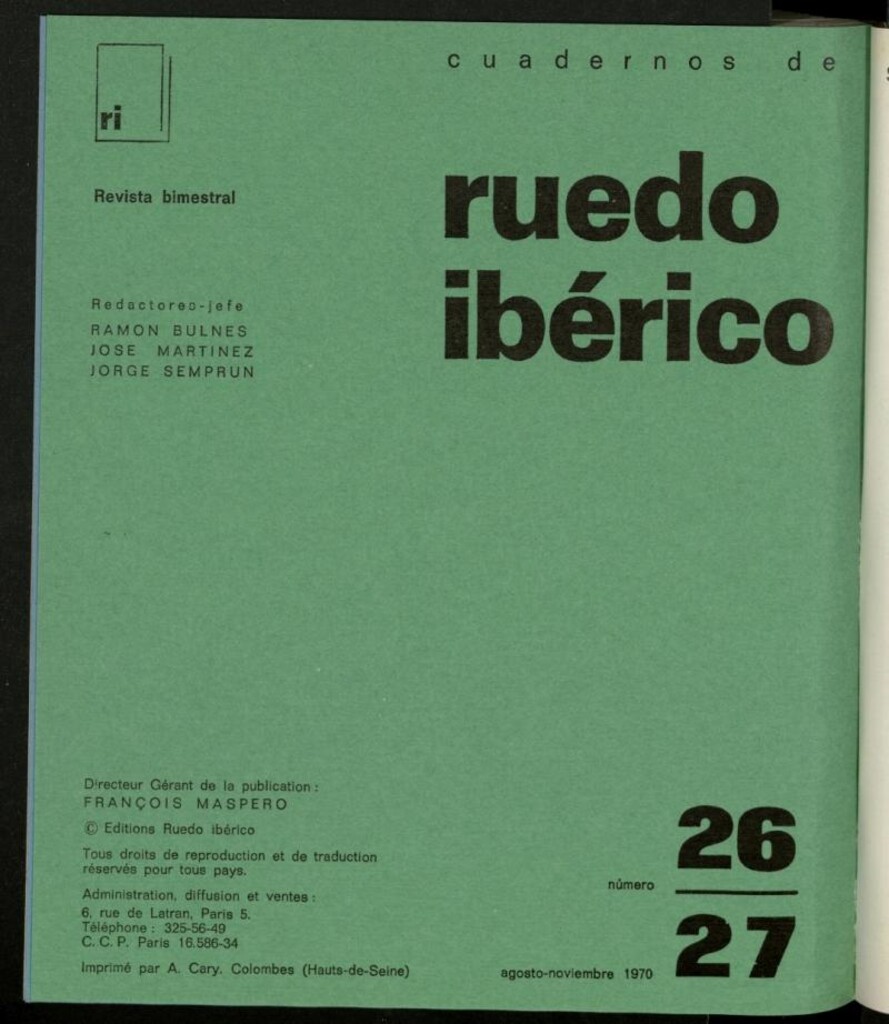 ri
cuadernos de
ruedo
ibérico
Revista bimestral
Redactores-jefe
RAMON BULNES
JOSE MARTINEZ
JORGE SEMPRUN
Directeur Gérant de la publication :
FRANÇOIS MASPERO
© Editions Ruedo ibérico
Tous droits de reproduction et de traduction
réservés pour tous pays.
Administration, diffusion et ventes :
6, rue de Latran, Paris 5.
Téléphone : 325-56-49
C. C. P. Paris 16.586-34
Imprimé par A. Cary. Colombes (Hauts-de-Seine)
26
número
27
agosto-noviembre 1970